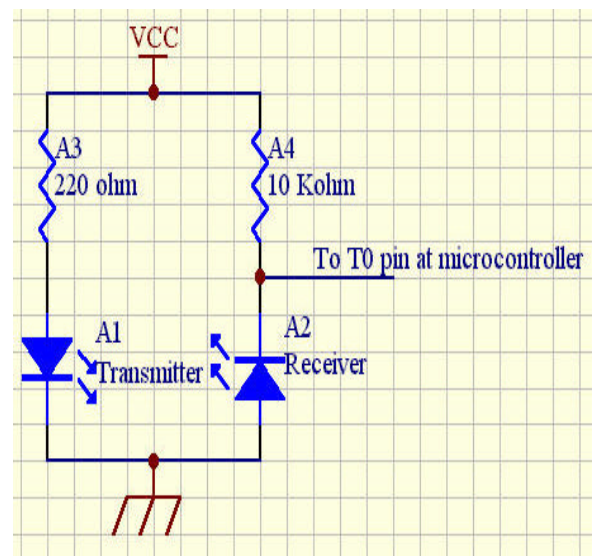 VCC
A3
220 ohm
A4
10 Kohm
To T0 pin at microcontroller
A1
Transmitter
A2
Receiver